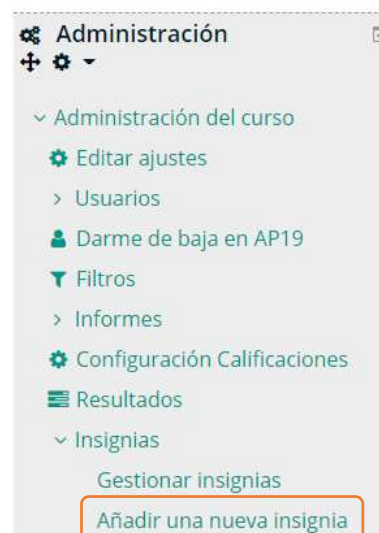 Administración
Administración del curso
Editar ajustes
Usuarios
Darme de baja en AP19
Filtros
Informes
Configuración Calificaciones
Resultados
Insignias
Gestionar insignias
Añadir una nueva insignia